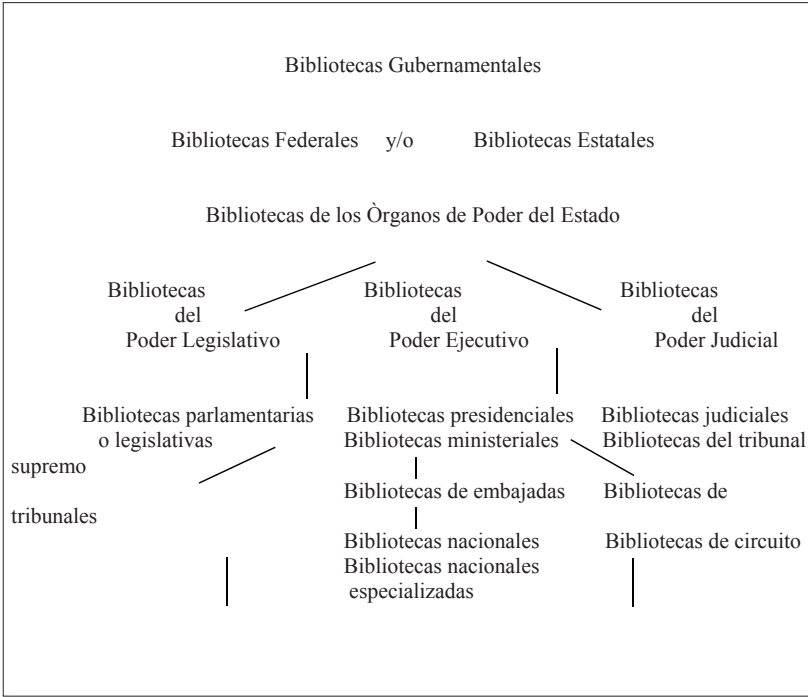 Bibliotecas Gubernamentales
Bibliotecas Federales y/o Bibliotecas Estatales
Bibliotecas de los Òrganos de Poder del Estado
Bibliotecas
del
Poder Legislativo
Bibliotecas
del
Poder Ejecutivo
Bibliotecas
del
Poder Judicial
Bibliotecas parlamentarias Bibliotecas presidenciales Bibliotecas judiciales
o legislativas Bibliotecas ministeriales Bibliotecas del tribunal
supremo
Bibliotecas de embajadas Bibliotecas de
tribunales
Bibliotecas nacionales Bibliotecas de circuito
Bibliotecas nacionales
especializadas